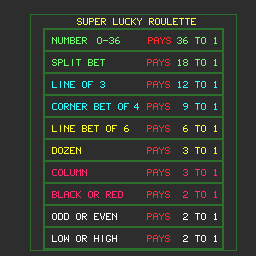 SUPER LUCKY ROULETTE
NUMBER 0-36 PAYS 36 TO 1
SPLIT BET PAYS 18 TO 1
LINE OF 3 PAYS 12 TO 1
CORNER BET OF 4 PAYS 9 TO 1
LINE BET OF 6 PAYS 6 TO 1
DOZEN PAYS 3 TO 1
COLUMN PAYS 3 TO 1
BLACK OR RED PAYS 2 TO 1
ODD OR EVEN PAYS 2 TO 1
LOW OR HIGH PAYS 2 TO 1